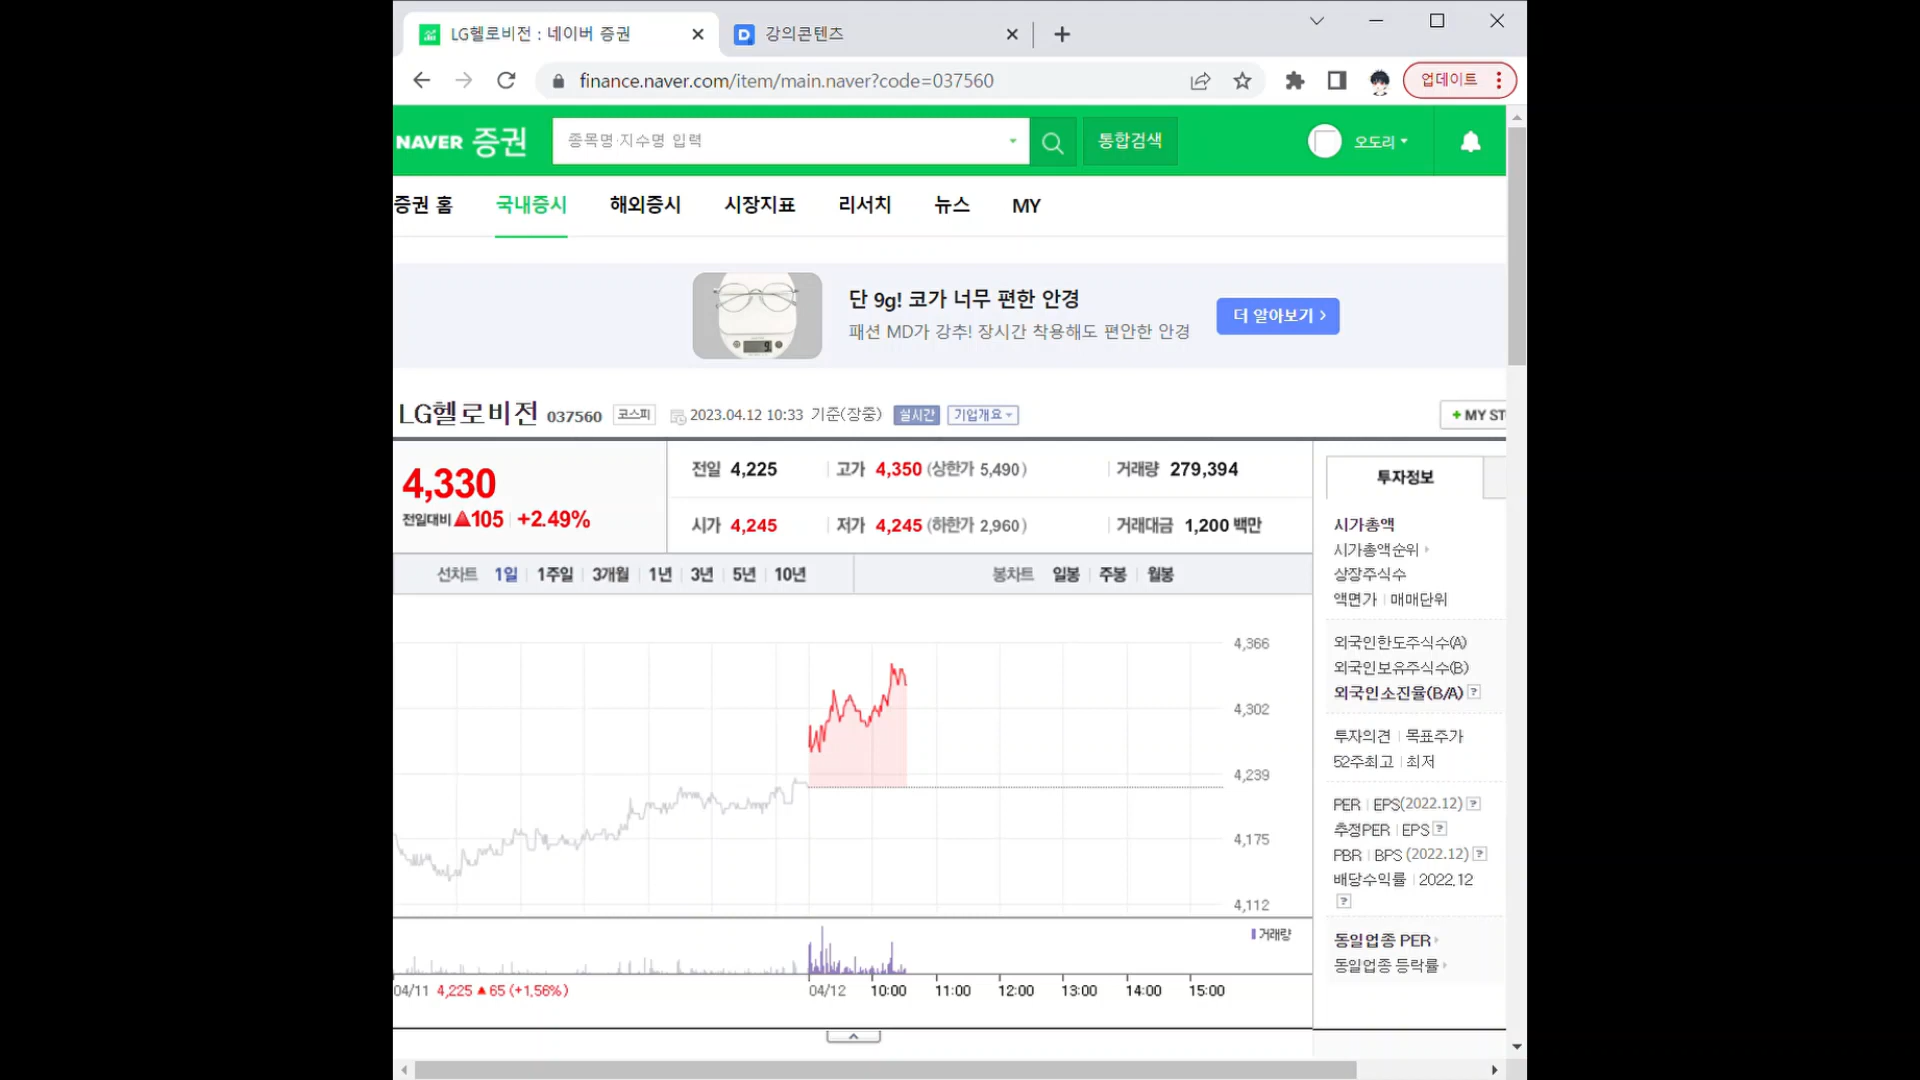 LG헬로비전 : 네이버 증권
강의콘텐츠
finance.naver.com/item/main.naver?code=037560
업데이트
NAVER 증권
종목명·지수명 입력
통합검색
오도리
증권 홈 국내증시 해외증시 시장지표 리서치 뉴스 MY
단 9g! 코가 너무 편한 안경
패션 MD가 강추! 장시간 착용해도 편안한 안경
더 알아보기 >
9
LG헬로비전 037560 코스피 2023.04.12 10:33 기준(장중) 실시간 기업개요
+ MY ST
4,330
전일대비 ▲105 +2.49%
전일 4,225 고가 4,350 (상한가 5,490) 거래량 279,394
시가 4,245 저가 4,245 (하한가 2,960) 거래대금 1,200 백만
선차트 1일 1주일 3개월 1년 3년 5년 10년
봉차트 일봉 주봉 월봉
4,366
4,302
4,239
4,175
4,112
거래량
04/11 4,225 ▲65 (+1.56%)
04/12 10:00 11:00 12:00 13:00 14:00 15:00
투자정보
시가총액
시가총액순위
상장주식수
액면가 | 매매단위
외국인한도주식수(A)
외국인보유주식수(B)
외국인소진율(B/A) ?
투자의견 | 목표주가
52주최고 | 최저
PER | EPS(2022.12) ?
추정PER | EPS ?
PBR | BPS (2022.12) ?
배당수익률 | 2022.12
?
동일업종 PER
동일업종 등락률